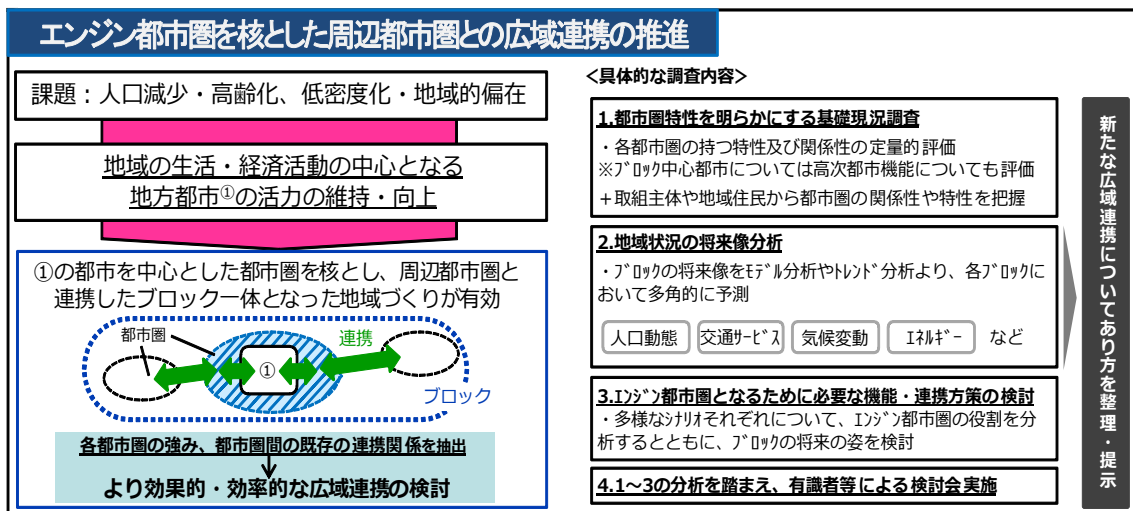 エンジン都市圏を核とした周辺都市圏との広域連携の推進
課題：人口減少・高齢化、低密度化・地域的偏在
地域の生活・経済活動の中心となる
地方都市①の活力の維持・向上
①の都市を中心とした都市圏を核とし、周辺都市圏と
連携したブロック一体となった地域づくりが有効
都市圏
連携
①
ブロック
各都市圏の強み、都市圏間の既存の連携関係を抽出
より効果的・効率的な広域連携の検討
＜具体的な調査内容＞
1.都市圏特性を明らかにする基礎現況調査
・各都市圏の持つ特性及び関係性の定量的評価
※ﾌﾞﾛｯｸ中心都市については高次都市機能についても評価
＋取組主体や地域住民から都市圏の関係性や特性を把握
2.地域状況の将来像分析
・ﾌﾞﾛｯｸの将来像をﾓﾃﾞﾙ分析やﾄﾚﾝﾄﾞ分析より、各ﾌﾞﾛｯｸに
おいて多角的に予測
人口動態
交通ｻｰﾋﾞｽ
気候変動
ｴﾈﾙｷﾞｰ
など
3.ｴﾝｼﾞﾝ都市圏となるために必要な機能・連携方策の検討
・多様なｼﾅﾘｵそれぞれについて、ｴﾝｼﾞﾝ都市圏の役割を分
析するとともに、ﾌﾞﾛｯｸの将来の姿を検討
4.1～3の分析を踏まえ、有識者等による検討会実施
新たな広域連携についてあり方を整理・提示